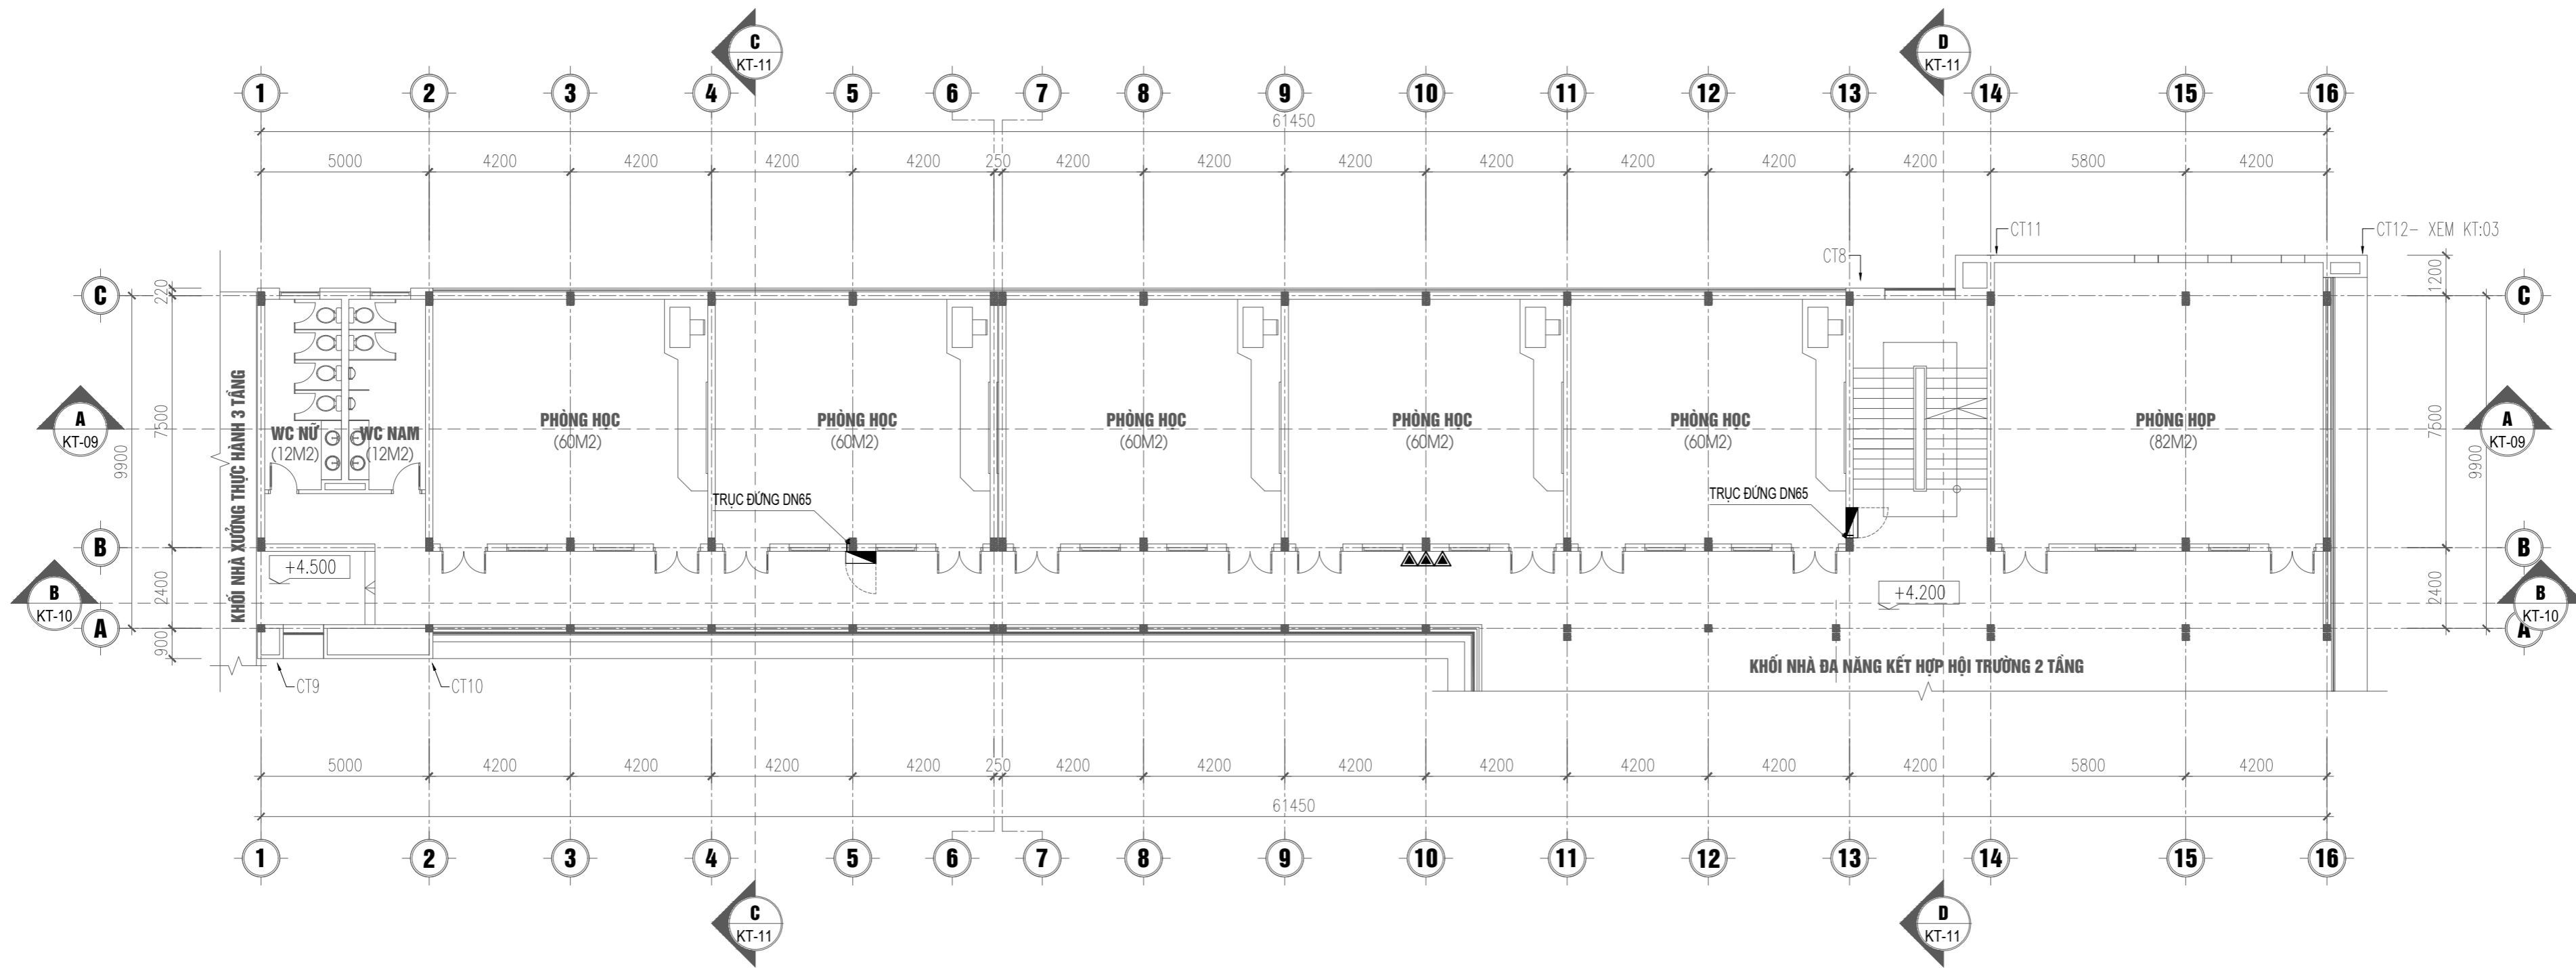 C
KT-11
D
KT-11
1 2 3 4 5 6 7 8 9 10 11 12 13 14 15 16
61450
5000 4200 4200 4200 4200 250 4200 4200 4200 4200 4200 4200 4200 5800 4200
CT8
CT11
CT12- XEM KT:03
C
220
1200
C
A
KT-09
9900
7500
KHỐI NHÀ XƯỞNG THỰC HÀNH 3 TẦNG
WC NỮ
(12M2)
WC NAM
(12M2)
PHÒNG HỌC
(60M2)
PHÒNG HỌC
(60M2)
PHÒNG HỌC
(60M2)
PHÒNG HỌC
(60M2)
PHÒNG HỌC
(60M2)
PHÒNG HỌP
(82M2)
7500
9900
A
KT-09
TRỤC ĐỨNG DN65
TRỤC ĐỨNG DN65
B
B
+4.500
+4.200
B
KT-10
2400
2400
B
KT-10
A
A
900
CT9
CT10
KHỐI NHÀ ĐA NĂNG KẾT HỢP HỘI TRƯỜNG 2 TẦNG
5000 4200 4200 4200 4200 250 4200 4200 4200 4200 4200 4200 4200 5800 4200
61450
1 2 3 4 5 6 7 8 9 10 11 12 13 14 15 16
C
KT-11
D
KT-11